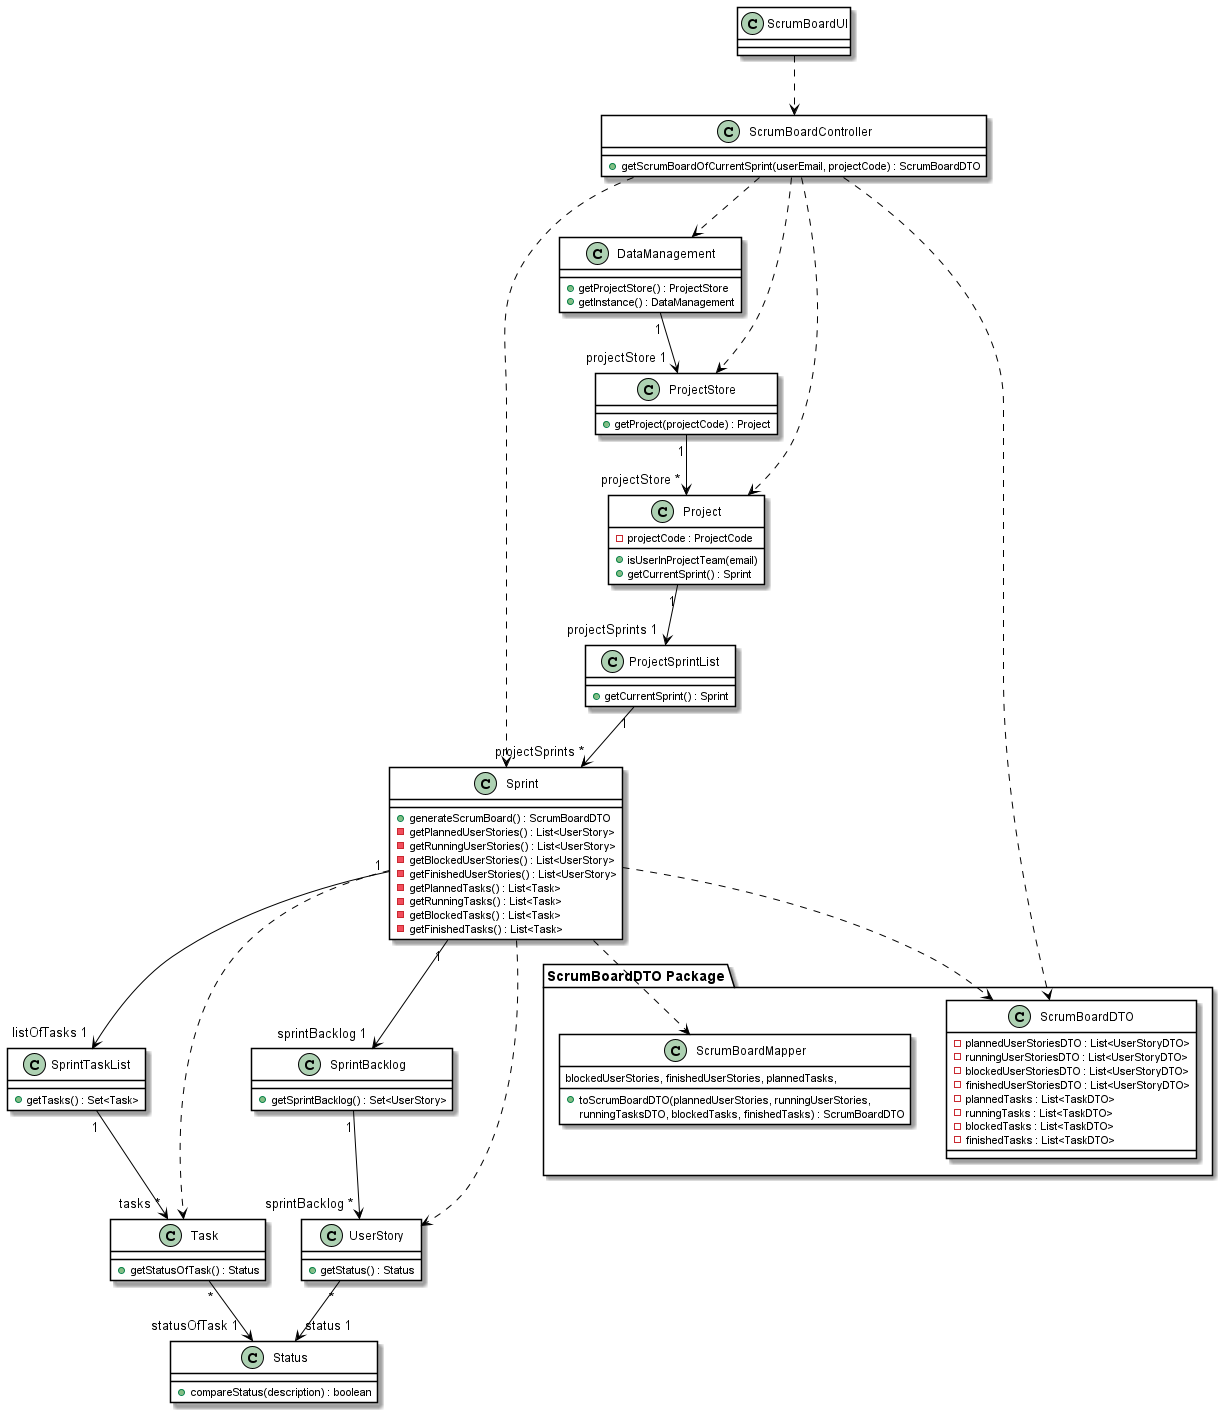 C ScrumBoardUI
C ScrumBoardController
getScrumBoardOfCurrentSprint(userEmail, projectCode) : ScrumBoardDTO
C DataManagement
getProjectStore() : ProjectStore
getInstance() : DataManagement
1
projectStore 1
C ProjectStore
getProject(projectCode) : Project
1
projectStore *
C Project
projectCode : ProjectCode
isUserInProjectTeam(email)
getCurrentSprint() : Sprint
1
projectSprints 1
C ProjectSprintList
getCurrentSprint() : Sprint
1
projectSprints *
C Sprint
generateScrumBoard() : ScrumBoardDTO
getPlannedUserStories() : List<UserStory>
getRunningUserStories() : List<UserStory>
getBlockedUserStories() : List<UserStory>
getFinishedUserStories() : List<UserStory>
getPlannedTasks() : List<Task>
getRunningTasks() : List<Task>
getBlockedTasks() : List<Task>
getFinishedTasks() : List<Task>
1
1
ScrumBoardDTO Package
C ScrumBoardDTO
plannedUserStoriesDTO : List<UserStoryDTO>
runningUserStoriesDTO : List<UserStoryDTO>
blockedUserStoriesDTO : List<UserStoryDTO>
finishedUserStoriesDTO : List<UserStoryDTO>
plannedTasks : List<TaskDTO>
runningTasks : List<TaskDTO>
blockedTasks : List<TaskDTO>
finishedTasks : List<TaskDTO>
C ScrumBoardMapper
blockedUserStories, finishedUserStories, plannedTasks,
toScrumBoardDTO(plannedUserStories, runningUserStories,
runningTasksDTO, blockedTasks, finishedTasks) : ScrumBoardDTO
listOfTasks 1
C SprintTaskList
getTasks() : Set<Task>
1
sprintBacklog 1
C SprintBacklog
getSprintBacklog() : Set<UserStory>
1
tasks *
C Task
getStatusOfTask() : Status
*
sprintBacklog *
C UserStory
getStatus() : Status
*
statusOfTask 1
status 1
C Status
compareStatus(description) : boolean